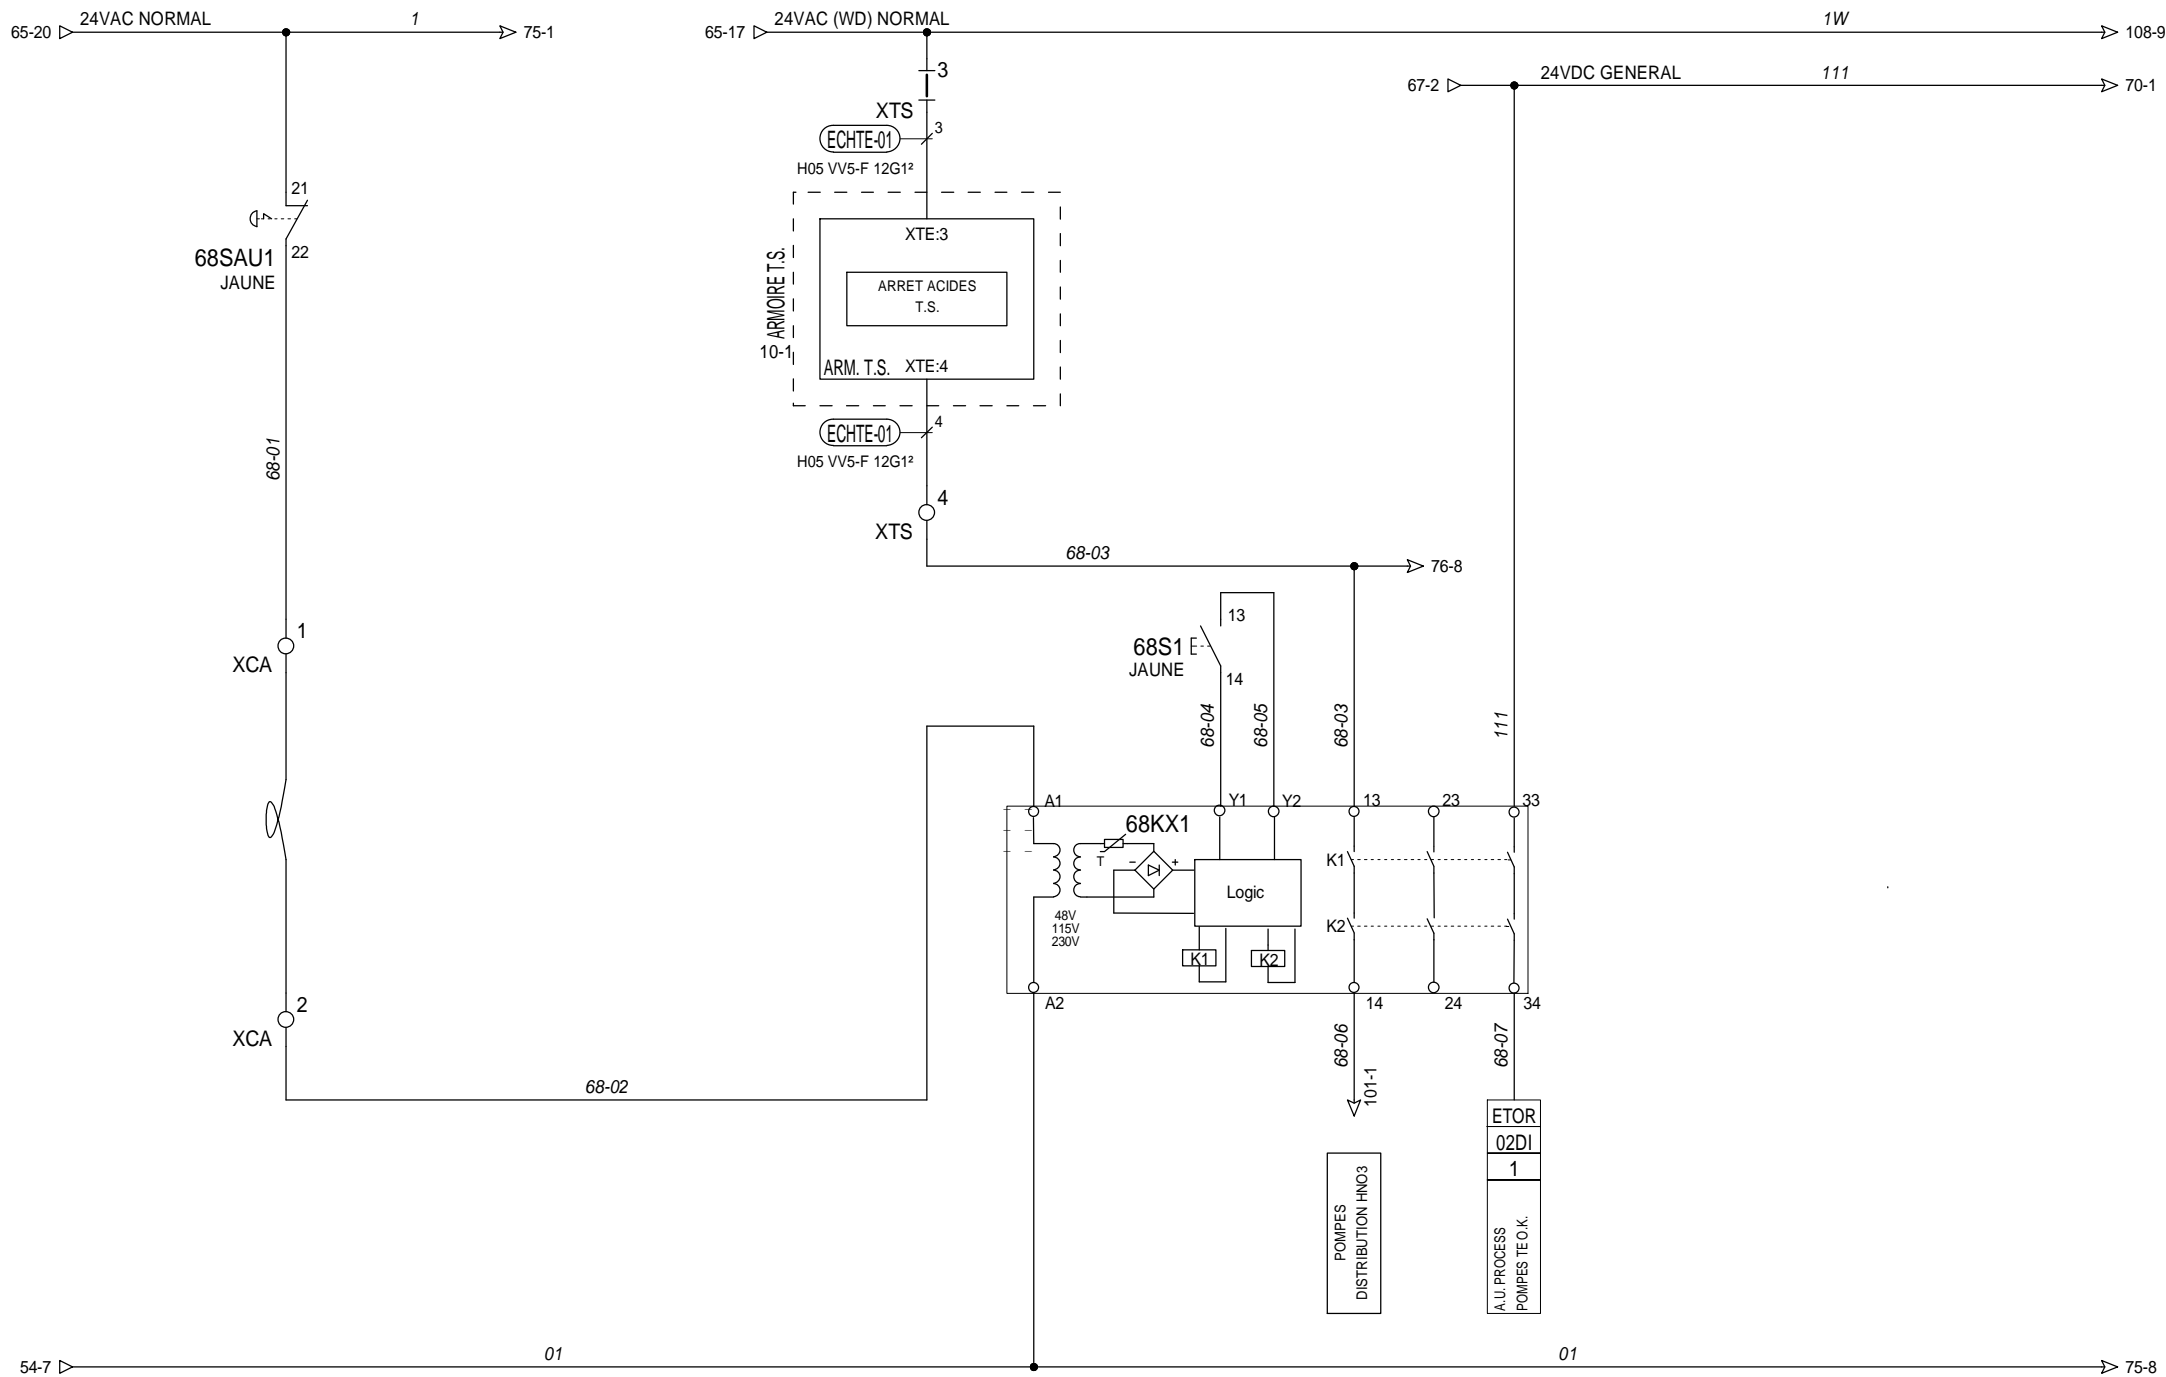 65-20
24VAC NORMAL
1
75-1
65-17
24VAC (WD) NORMAL
1W
108-9
67-2
24VDC GENERAL
111
70-1
3
XTS
ECHTE-01
3
H05 VV5-F 12G1²
21
22
68SAU1
JAUNE
ARMOIRE T.S.
10-1
XTE:3
ARRET ACIDES
T.S.
ARM. T.S.
XTE:4
ECHTE-01
4
H05 VV5-F 12G1²
68-01
4
XTS
68-03
76-8
1
XCA
13
68S1
JAUNE
14
68-04
68-05
68-03
111
A1
Y1
Y2
13
23
33
68KX1
T
-
+
Logic
48V
115V
230V
K1
K2
K1
K2
A2
14
24
34
2
XCA
68-02
68-06
101-1
68-07
ETOR
02DI
1
POMPES
DISTRIBUTION HNO3
A.U. PROCESS
POMPES TE O.K.
54-7
01
01
75-8